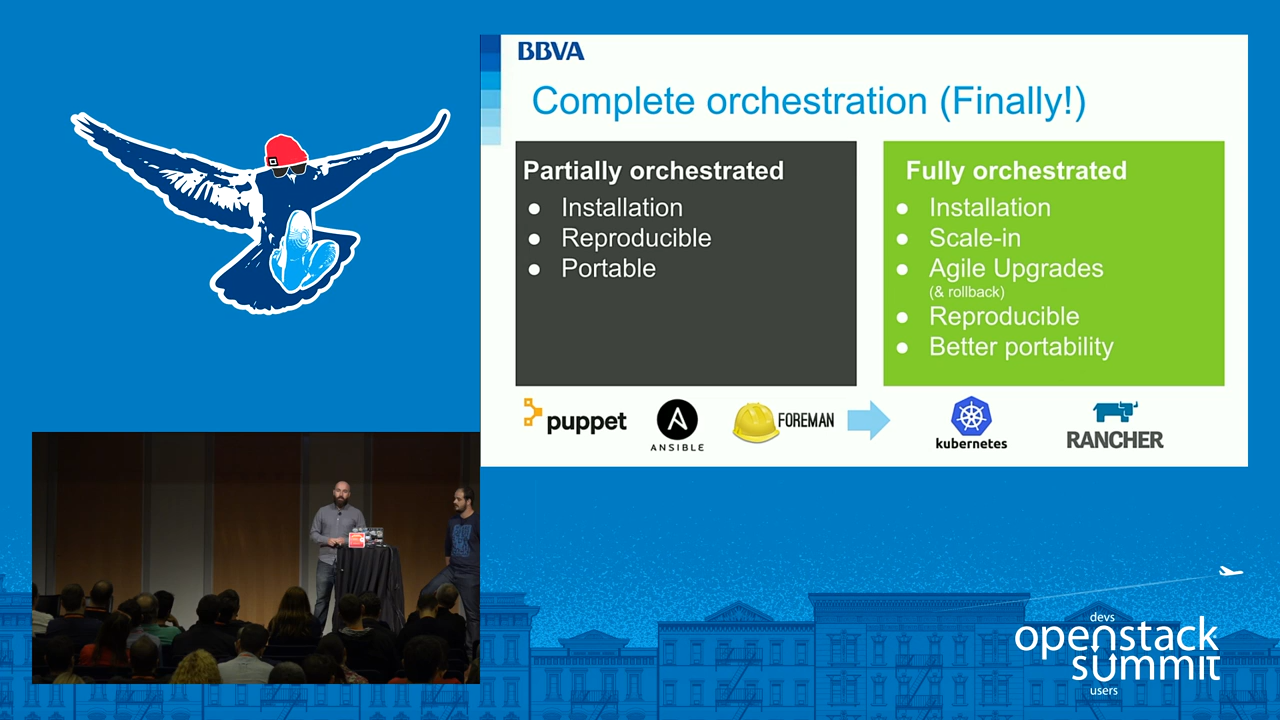 BBVA
Complete orchestration (Finally!)
Partially orchestrated
● Installation
● Reproducible
● Portable
Fully orchestrated
● Installation
● Scale-in
● Agile Upgrades
(& rollback)
● Reproducible
● Better portability
puppet
ANSIBLE
FOREMAN
kubernetes
RANCHER
devs
openstack
summit
users